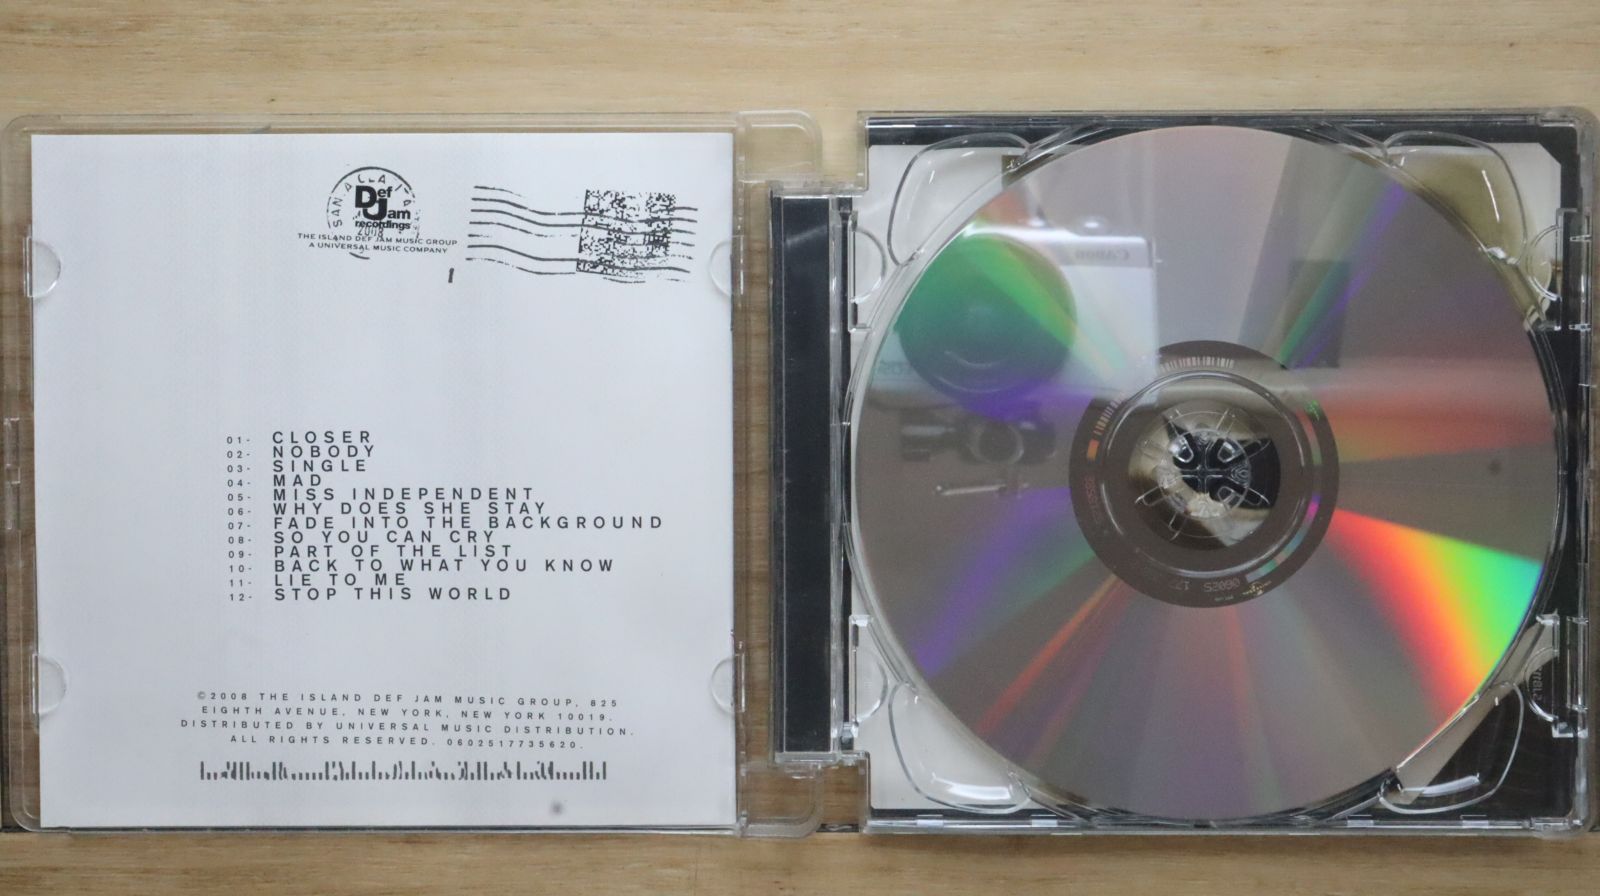 Def
Jam
recordings
2008
THE ISLAND DEF JAM MUSIC GROUP
A UNIVERSAL MUSIC COMPANY
01- CLOSER
02- NOBODY
03- SINGLE
04- MAD
05- MISS INDEPENDENT
06- WHY DOES SHE STAY
07- FADE INTO THE BACKGROUND
08- SO YOU CAN CRY
09- PART OF THE LIST
10- BACK TO WHAT YOU KNOW
11- LIE TO ME
12- STOP THIS WORLD
©2008 THE ISLAND DEF JAM MUSIC GROUP, 825
EIGHTH AVENUE, NEW YORK, NEW YORK 10019.
DISTRIBUTED BY UNIVERSAL MUSIC DISTRIBUTION.
ALL RIGHTS RESERVED. 0602517735620.
Canon